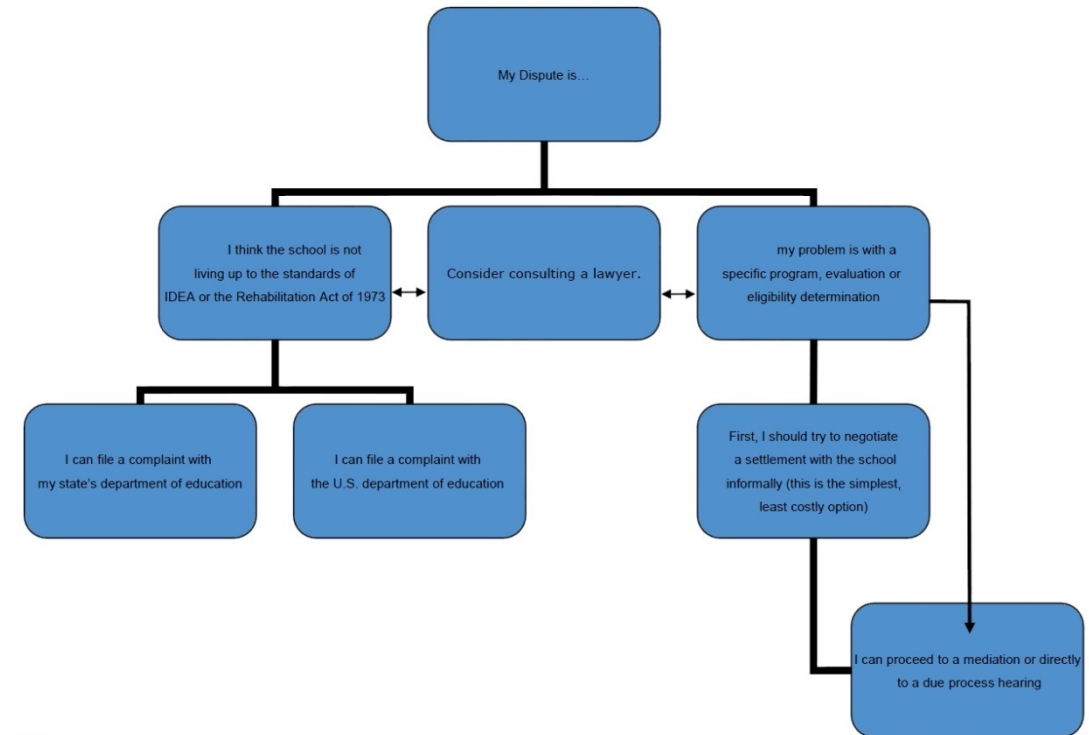 My Dispute is…
I think the school is not
living up to the standards of
IDEA or the Rehabilitation Act of 1973
Consider consulting a lawyer.
my problem is with a
specific program, evaluation or
eligibility determination
I can file a complaint with
my state's department of education
I can file a complaint with
the U.S. department of education
First, I should try to negotiate
a settlement with the school
informally (this is the simplest,
least costly option)
I can proceed to a mediation or directly
to a due process hearing